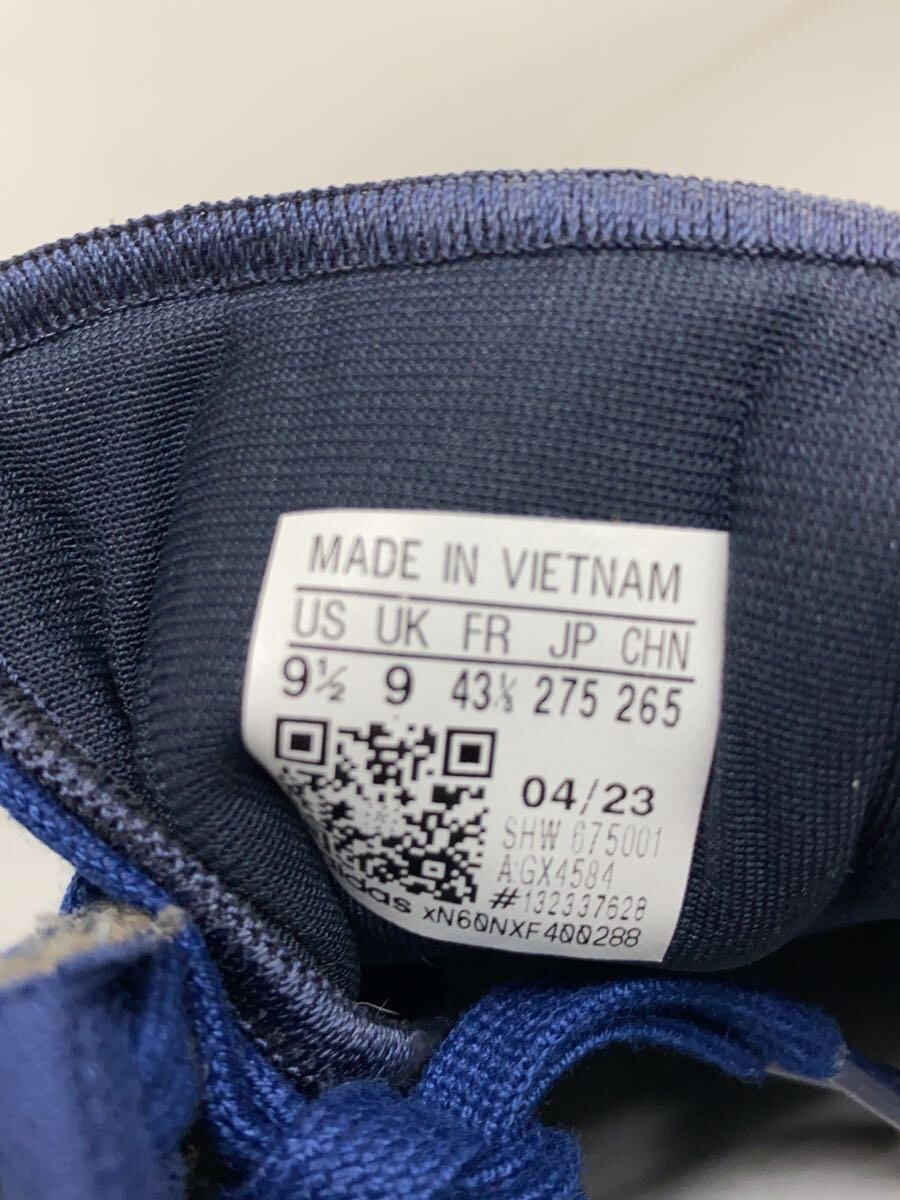 MADE IN VIETNAM
US UK FR JP CHN
9½ 9 43⅓ 275 265
04/23
SHW 675001
A:GX4584
#132337628
xN60NXF400288